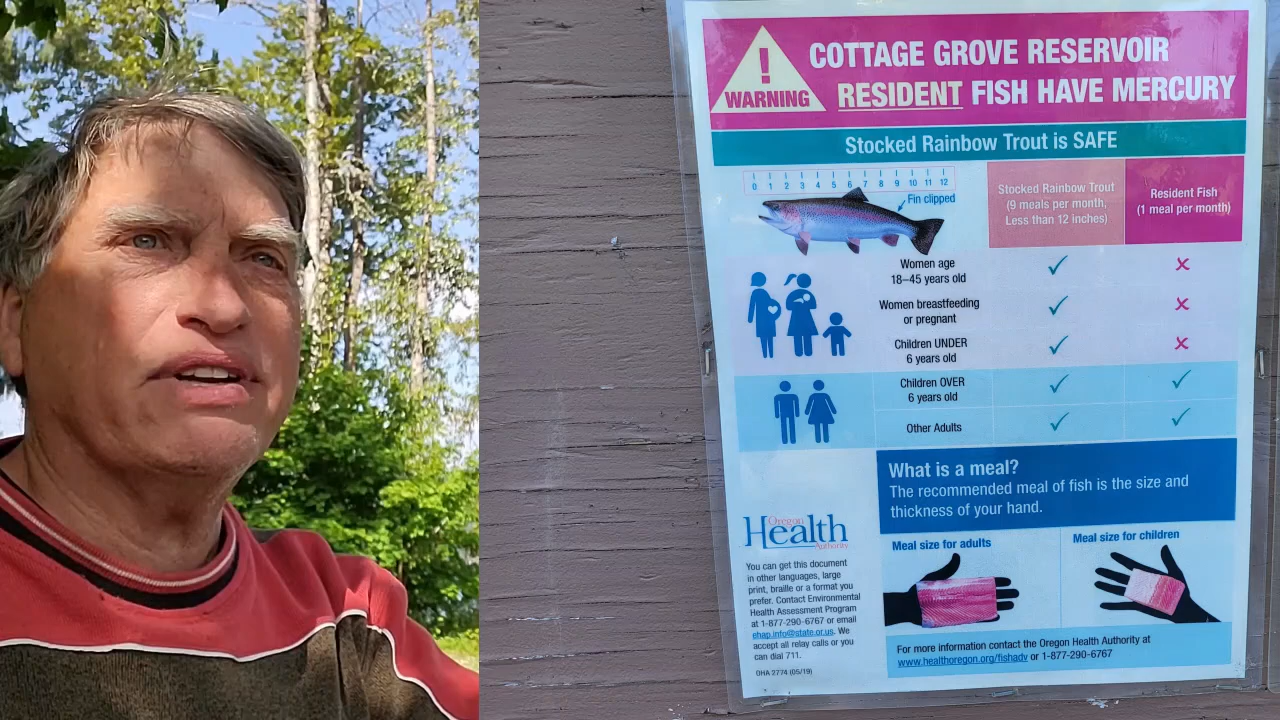 WARNING
COTTAGE GROVE RESERVOIR
RESIDENT FISH HAVE MERCURY
Stocked Rainbow Trout is SAFE
0 1 2 3 4 5 6 7 8 9 10 11 12
Fin clipped
Stocked Rainbow Trout
(9 meals per month,
Less than 12 inches)
Resident Fish
(1 meal per month)
Women age
18–45 years old
Women breastfeeding
or pregnant
Children UNDER
6 years old
Children OVER
6 years old
Other Adults
What is a meal?
The recommended meal of fish is the size and
thickness of your hand.
Oregon
Health
Authority
You can get this document
in other languages, large
print, braille or a format you
prefer. Contact Environmental
Health Assessment Program
at 1-877-290-6767 or email
ehap.info@state.or.us. We
accept all relay calls or you
can dial 711.
OHA 2774 (05/19)
Meal size for adults
Meal size for children
For more information contact the Oregon Health Authority at
www.healthoregon.org/fishadv or 1-877-290-6767